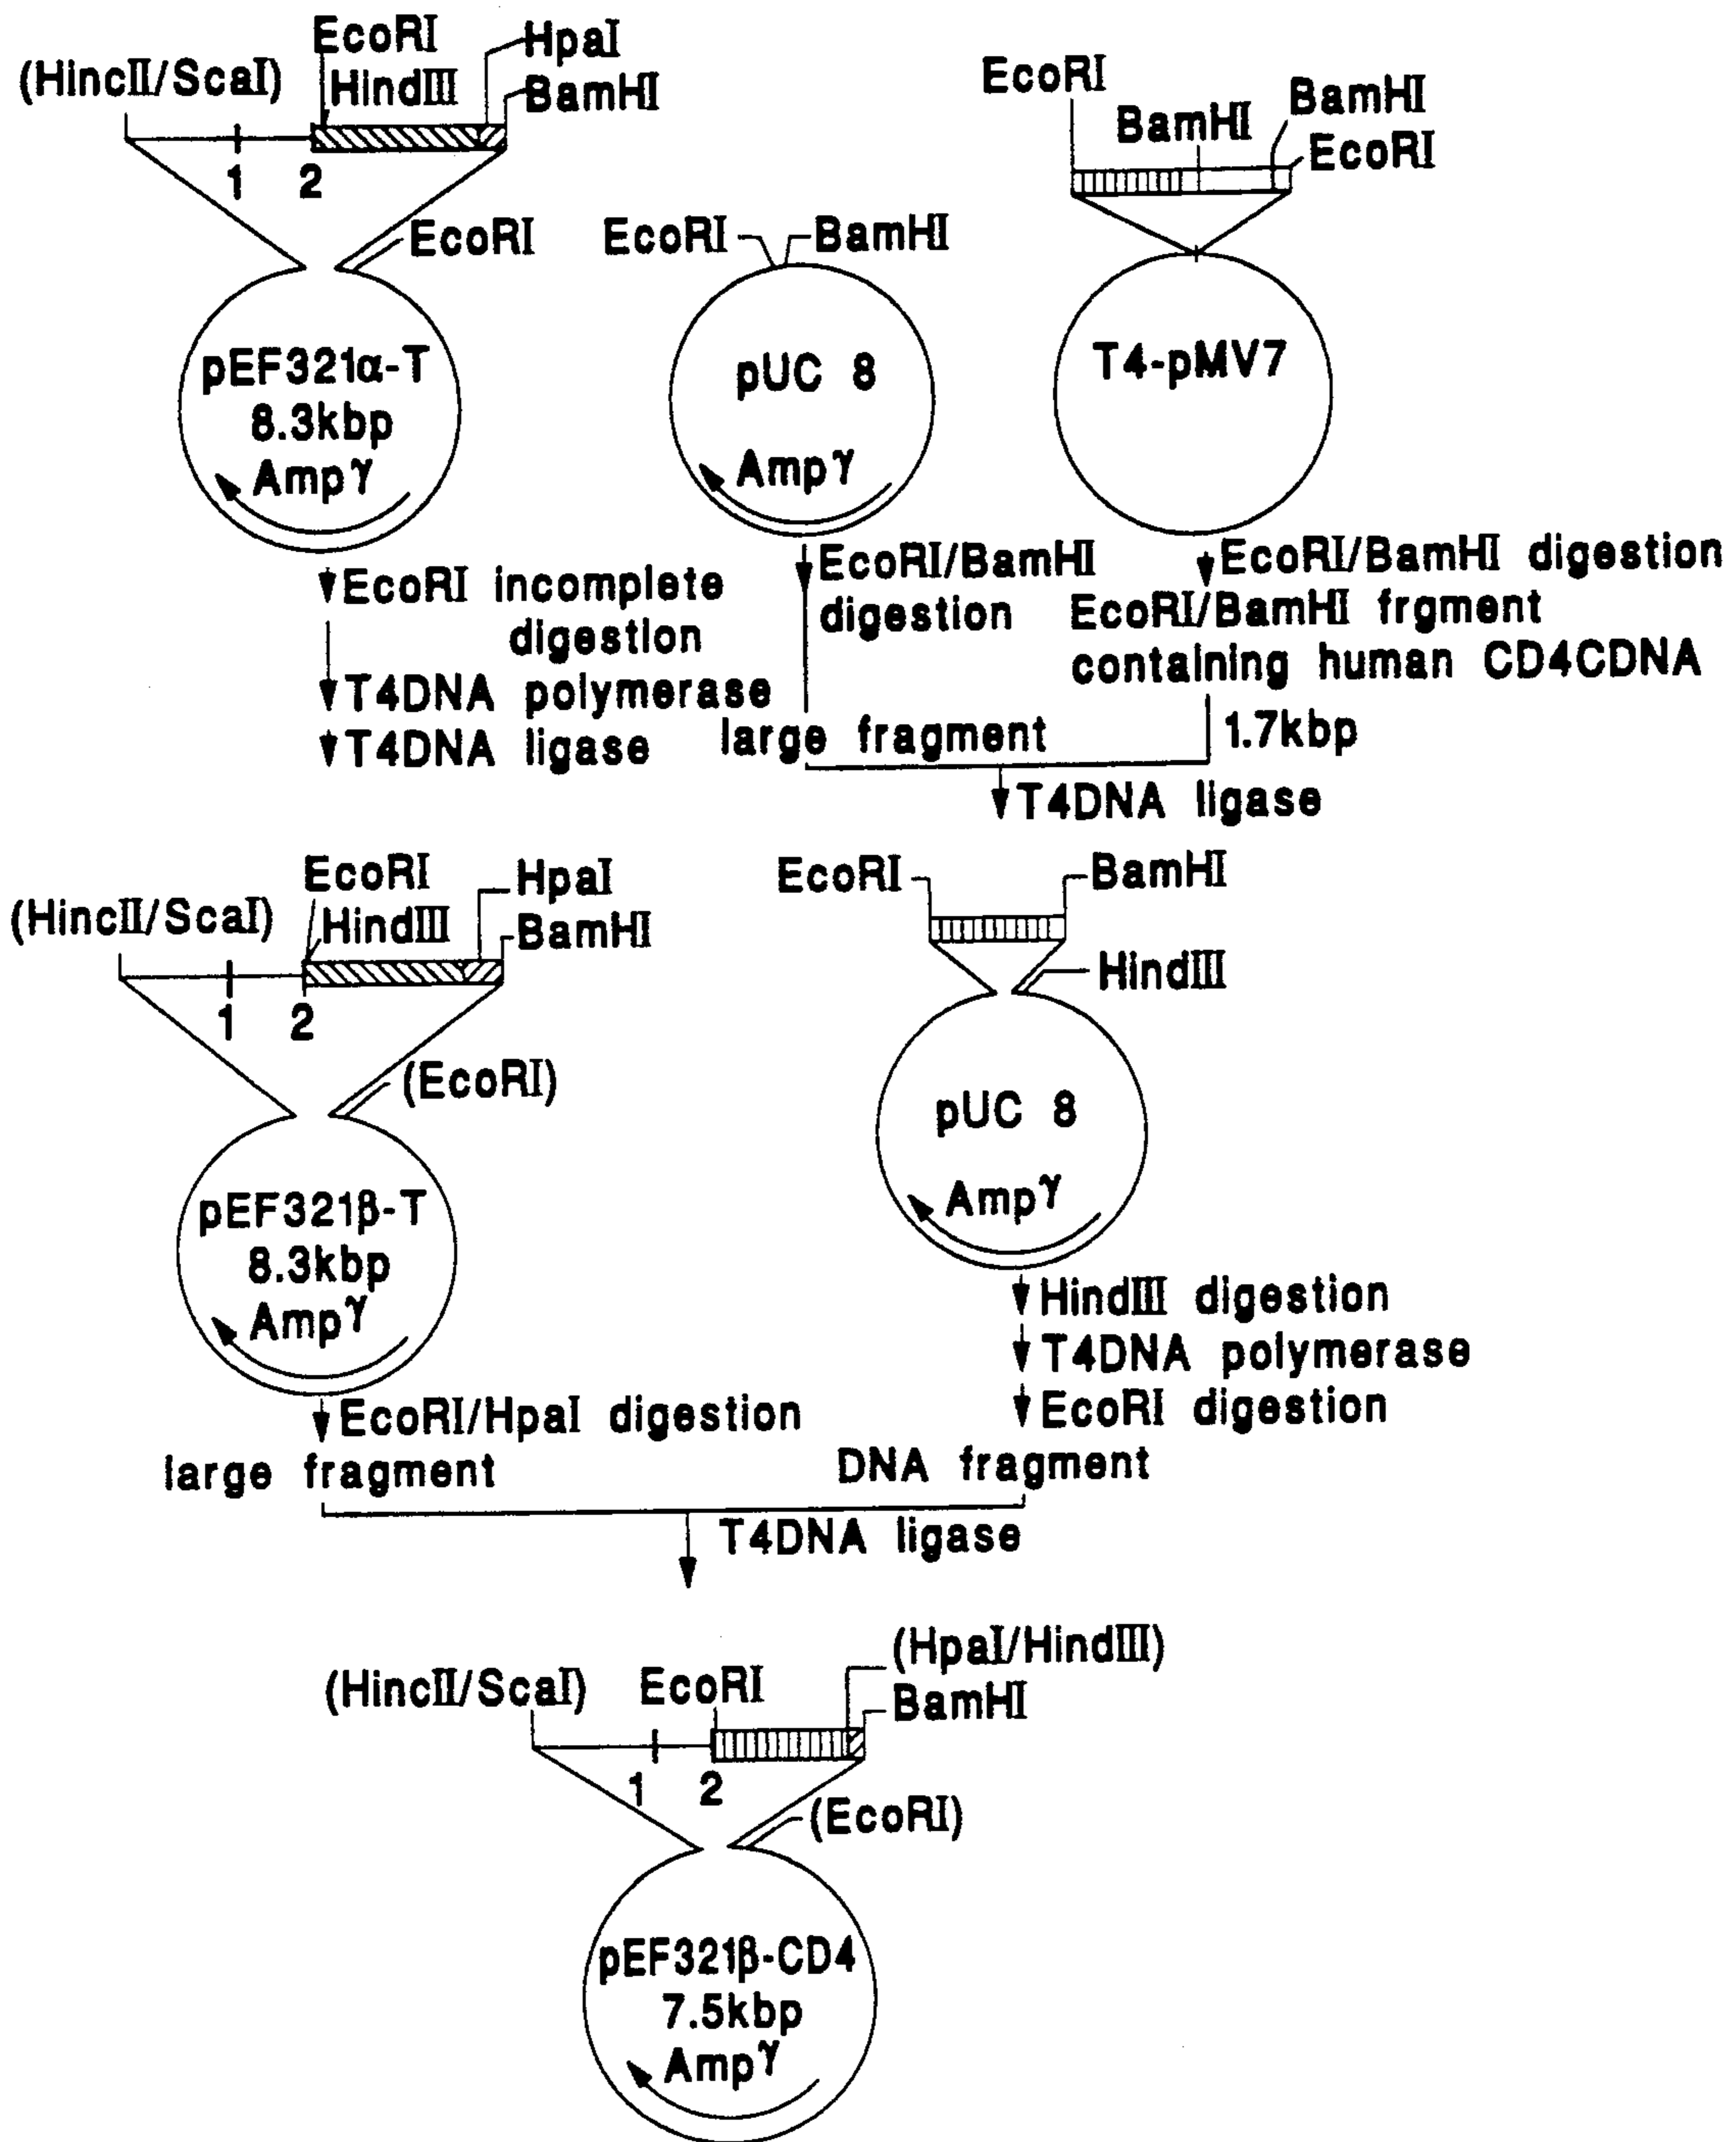 (HincII/ScaI)
EcoRI
HindIII
HpaI
BamHI
1
2
EcoRI
pEF321α-T
8.3kbp
Ampγ
EcoRI
BamHI
pUC 8
Ampγ
EcoRI
BamHI
BamHI
EcoRI
T4-pMV7
EcoRI incomplete
digestion
T4DNA polymerase
T4DNA ligase
EcoRI/BamHI
digestion
large fragment
EcoRI/BamHI digestion
EcoRI/BamHI frgment
containing human CD4CDNA
1.7kbp
T4DNA ligase
(HincII/ScaI)
EcoRI
HindIII
HpaI
BamHI
1
2
(EcoRI)
pEF321β-T
8.3kbp
Ampγ
EcoRI
BamHI
HindIII
pUC 8
Ampγ
EcoRI/HpaI digestion
large fragment
HindIII digestion
T4DNA polymerase
EcoRI digestion
DNA fragment
T4DNA ligase
(HincII/ScaI)
EcoRI
(HpaI/HindIII)
BamHI
1
2
(EcoRI)
pEF321β-CD4
7.5kbp
Ampγ